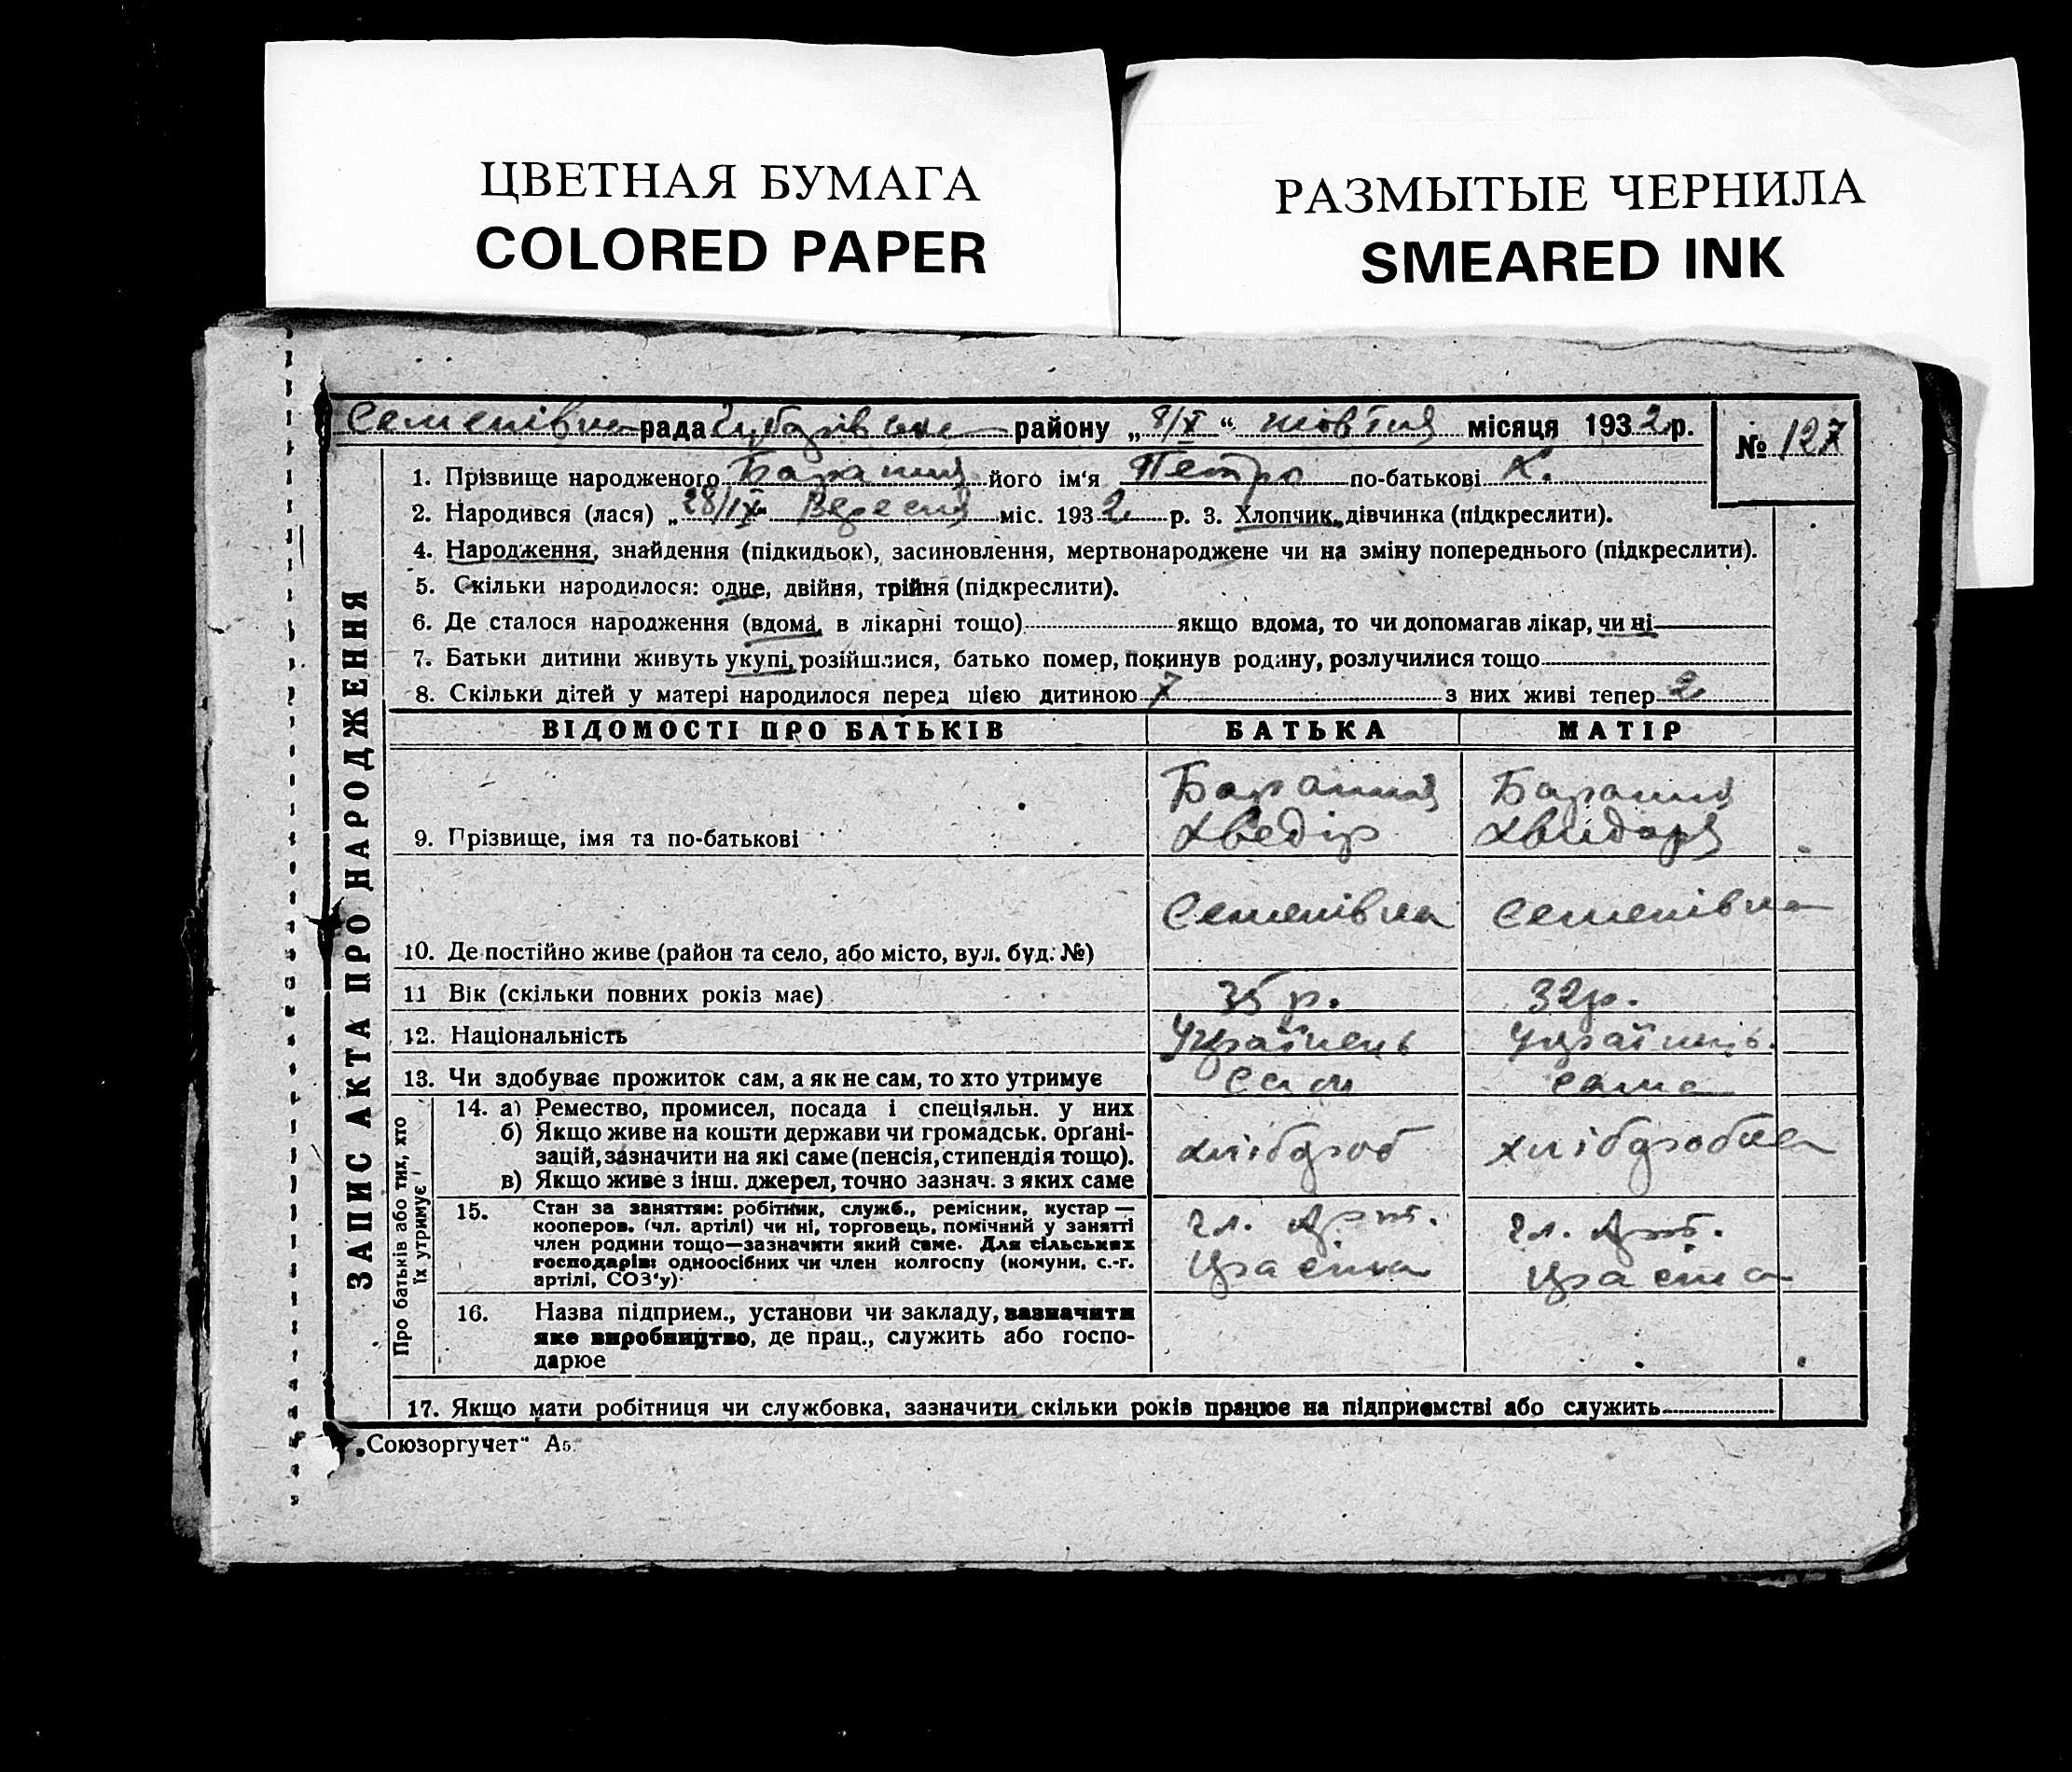 ЦВЕТНАЯ БУМАГА
COLORED PAPER
РАЗМЫТЫЕ ЧЕРНИЛА
SMEARED INK
Семенівка рада району „8/X“ жовтня місяця 1932 р.
№ 127
ЗАПИС АКТА ПРО НАРОДЖЕННЯ
1. Прізвище народженого його ім‘я Петро по-батькові Х.
2. Народився (лася) „28/IX“ Вересня міс. 1932 р. 3. Хлопчик, дівчинка (підкреслити).
4. Народження, знайдення (підкидьок), засиновлення, мертвонароджене чи на зміну попереднього (підкреслити).
5. Скільки народилося: одне, двійня, трійня (підкреслити).
6. Де сталося народження (вдома, в лікарні тощо) якщо вдома, то чи допомагав лікар, чи ні
7. Батьки дитини живуть укупі, розійшлися, батько помер, покинув родину, розлучилися тощо
8. Скільки дітей у матері народилося перед цією дитиною 7 з них живі тепер 2
ВІДОМОСТІ ПРО БАТЬКІВ БАТЬКА МАТІР
9. Прізвище, імя та по-батькові Хведір
10. Де постійно живе (район та село, або місто, вул. буд. №) Семенівка Семенівка
11 Вік (скільки повних років має) 35 р. 32 р.
12. Національність Українець Українець.
13. Чи здобуває прожиток сам, а як не сам, то хто утримує сам сама
Про батьків або тих, хто їх утримує
14. а) Ремество, промисел, посада і спеціяльн. у них
б) Якщо живе на кошти держави чи громадськ. орґані-
зацій, зазначити на які саме (пенсія, стипендія тощо).
в) Якщо живе з інш. джерел, точно зазнач. з яких саме
хлібороб хліборобка
15. Стан за заняттям: робітник, служб., ремісник, кустар —
кооперов. (чл. артілі) чи ні, торговець, помічний у занятті
член родини тощо—зазначити який саме. Для сільських
господарів: одноосібних чи член колгоспу (комуни, с.-г.
артілі, СОЗ‘у)
чл. Арт. чл. Арт.
16. Назва підприєм., установи чи закладу, зазначити
яке виробництво, де прац., служить або госпо-
дарює
17. Якщо мати робітниця чи службовка, зазначити скільки років працює на підприємстві або служить
„Союзоргучет“ А5.